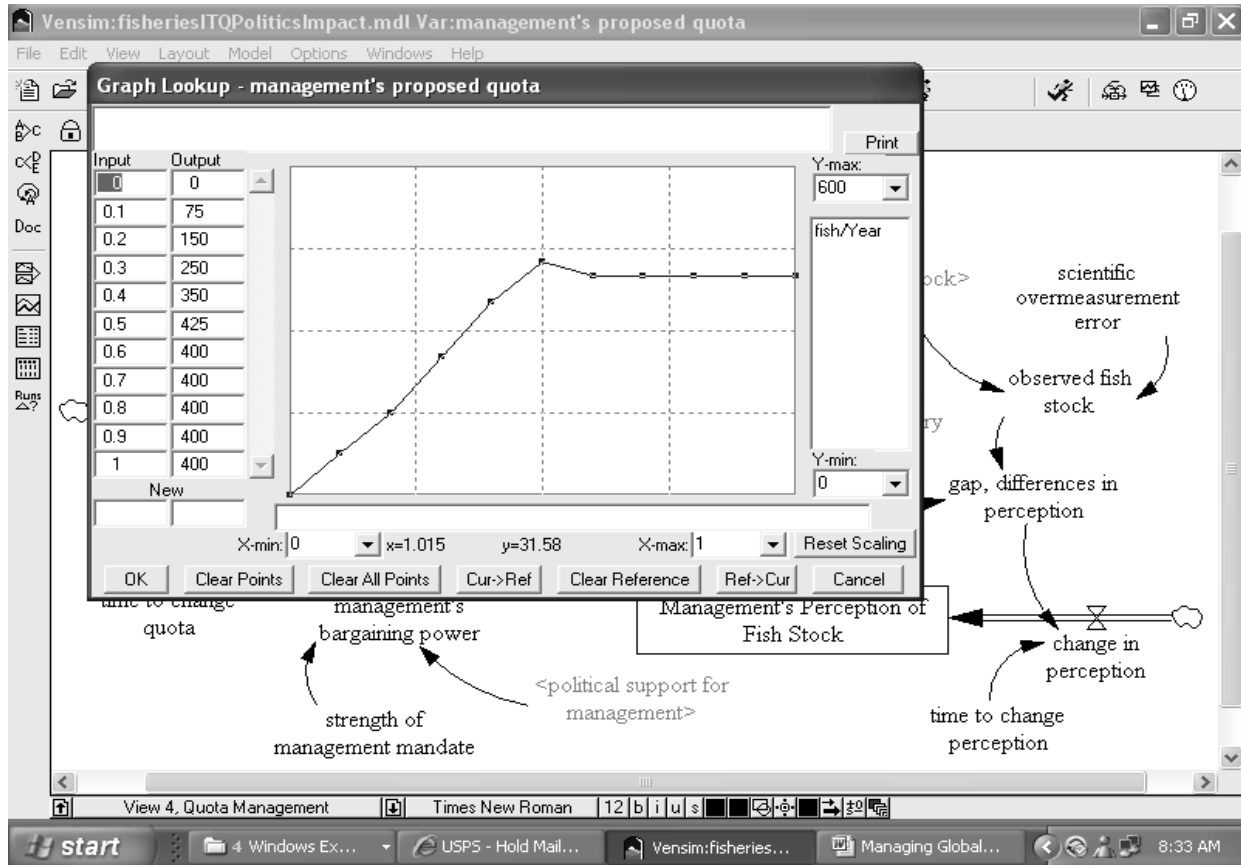 Vensim:fisheriesITQPoliticsImpact.mdl Var:management's proposed quota
File Edit View Layout Model Options Windows Help
Graph Lookup - management's proposed quota
Print
Input Output
Y-max:
0 0
600
0.1 75
0.2 150
fish/Year
0.3 250
0.4 350
0.5 425
0.6 400
0.7 400
0.8 400
0.9 400
1 400
Y-min:
0
New
X-min: 0 x=1.015 y=31.58 X-max: 1 Reset Scaling
OK Clear Points Clear All Points Cur->Ref Clear Reference Ref->Cur Cancel
Doc
Runs
ock>
scientific
overmeasurement
error
observed fish
stock
ry
gap, differences in
perception
time to change
quota
management's
bargaining power
Management's Perception of
Fish Stock
change in
perception
<political support for
management>
strength of
management mandate
time to change
perception
View 4, Quota Management Times New Roman 12 b i u s
start 4 Windows Ex... USPS - Hold Mail... Vensim:fisheries... Managing Global... 8:33 AM